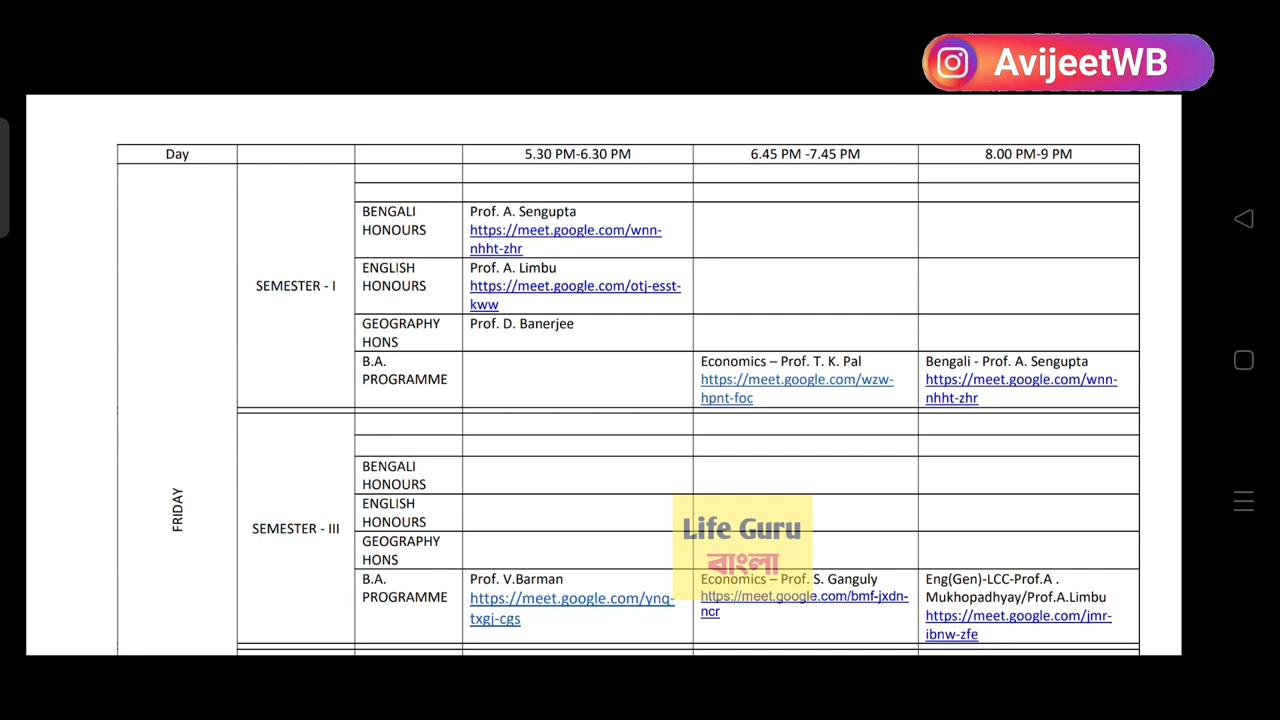 AvijeetWB
Day 5.30 PM-6.30 PM 6.45 PM -7.45 PM 8.00 PM-9 PM
FRIDAY
SEMESTER - I
BENGALI
HONOURS
Prof. A. Sengupta
https://meet.google.com/wnn-
nhht-zhr
ENGLISH
HONOURS
Prof. A. Limbu
https://meet.google.com/otj-esst-
kww
GEOGRAPHY
HONS
Prof. D. Banerjee
B.A.
PROGRAMME
Economics – Prof. T. K. Pal
https://meet.google.com/wzw-
hpnt-foc
Bengali - Prof. A. Sengupta
https://meet.google.com/wnn-
nhht-zhr
SEMESTER - III
BENGALI
HONOURS
ENGLISH
HONOURS
GEOGRAPHY
HONS
B.A.
PROGRAMME
Prof. V.Barman
https://meet.google.com/ynq-
txgj-cgs
Economics – Prof. S. Ganguly
https://meet.google.com/bmf-jxdn-
ncr
Eng(Gen)-LCC-Prof.A .
Mukhopadhyay/Prof.A.Limbu
https://meet.google.com/jmr-
ibnw-zfe
Life Guru
বাংলা